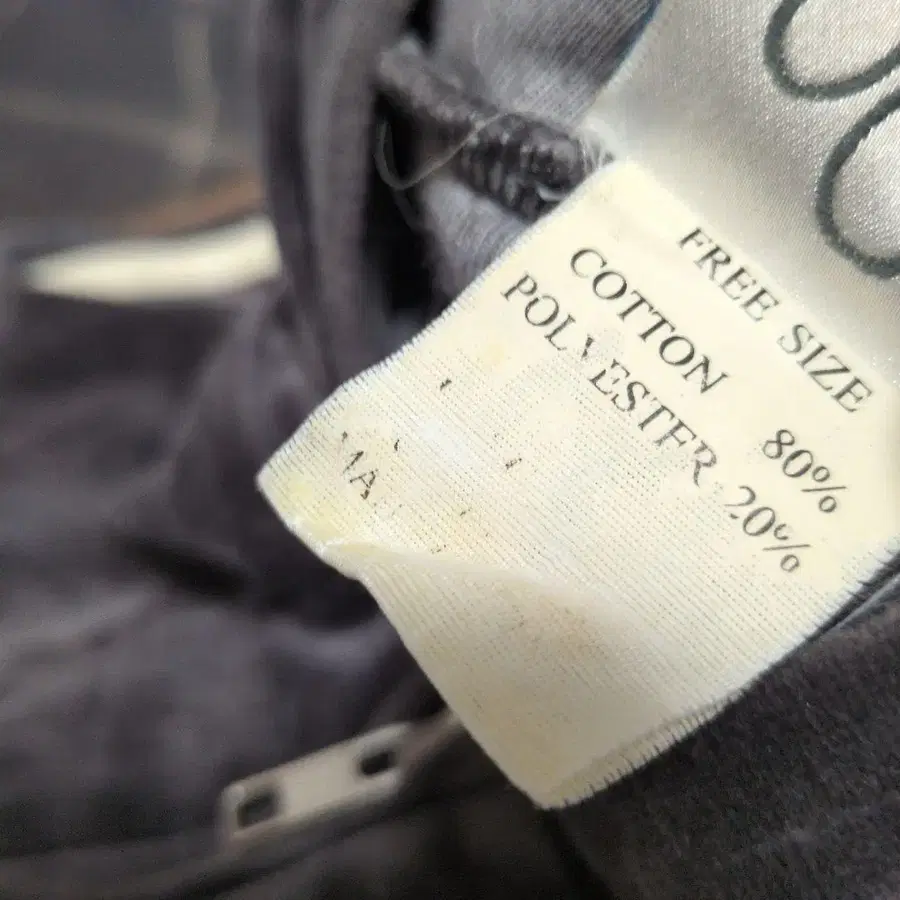 FREE SIZE
COTTON 80%
POLYESTER 20%